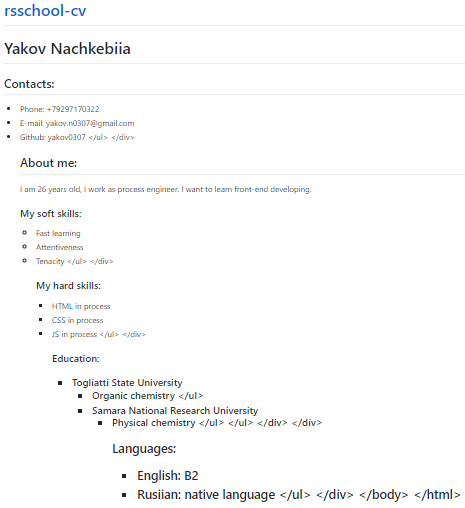 rsschool-cv
Yakov Nachkebiia
Contacts:
Phone: +79297170322
E-mail: yakov.n0307@gmail.com
Github: yakov0307 </ul> </div>
About me:
I am 26 years old, I work as process engineer. I want to learn front-end developing.
My soft skills:
Fast learning
Attentiveness
Tenacity </ul> </div>
My hard skills:
HTML in process
CSS in process
JS in process </ul> </div>
Education:
Togliatti State University
Organic chemistry </ul>
Samara National Research University
Physical chemistry </ul> </ul> </div> </div>
Languages:
English: B2
Rusiian: native language </ul> </div> </body> </html>